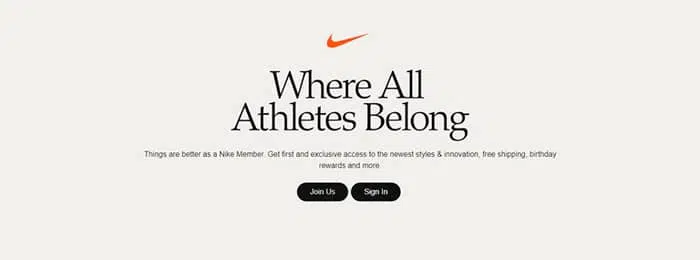 Where All
Athletes Belong
Things are better as a Nike Member. Get first and exclusive access to the newest styles & innovation, free shipping, birthday
rewards and more.
Join Us
Sign In